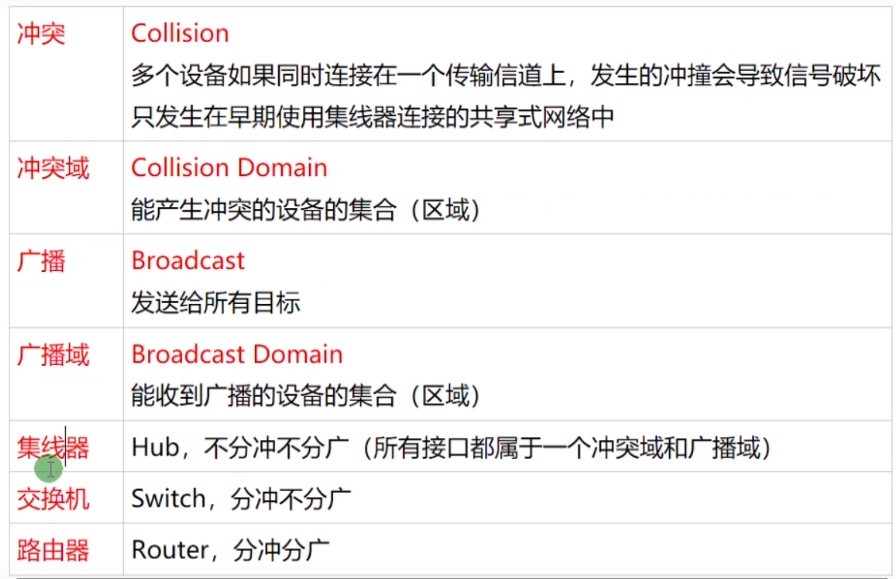 冲突
Collision
多个设备如果同时连接在一个传输信道上，发生的冲撞会导致信号破坏
只发生在早期使用集线器连接的共享式网络中
冲突域
Collision Domain
能产生冲突的设备的集合（区域）
广播
Broadcast
发送给所有目标
广播域
Broadcast Domain
能收到广播的设备的集合（区域）
集线器
Hub，不分冲不分广（所有接口都属于一个冲突域和广播域）
交换机
Switch，分冲不分广
路由器
Router，分冲分广